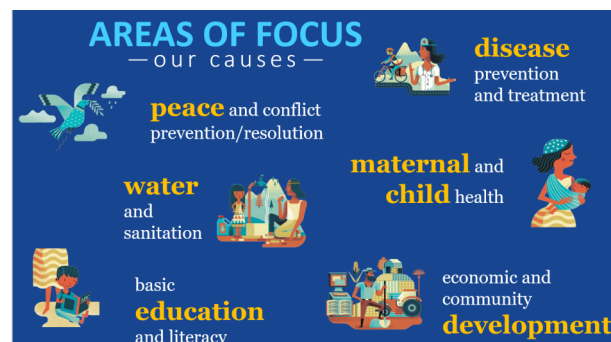 AREAS OF FOCUS
—our causes—
peace and conflict
prevention/resolution
disease
prevention
and treatment
water
and
sanitation
maternal and
child health
basic
education
and literacy
economic and
community
development